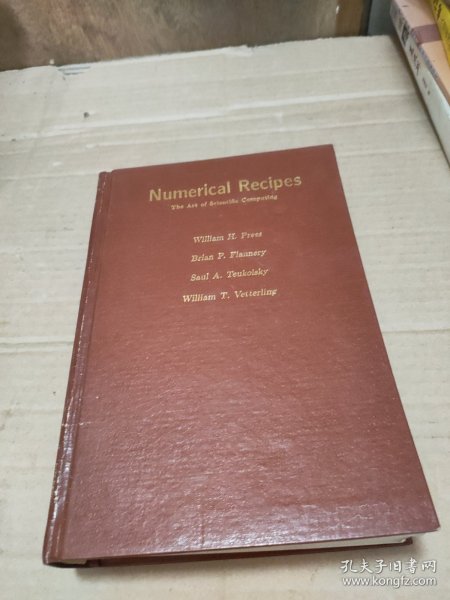 Numerical Recipes
The Art of Scientific Computing
William H. Press
Brian P. Flannery
Saul A. Teukolsky
William T. Vetterling
孔夫子旧书网
www.kongfz.com